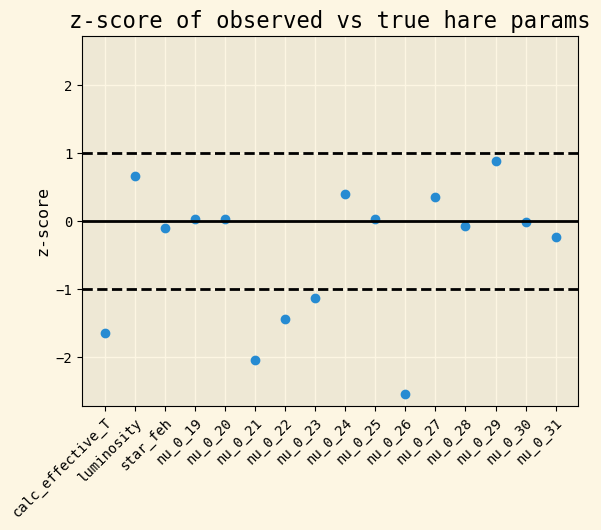 z-score of observed vs true hare params
z-score
2
1
0
−1
−2
calc_effective_T
luminosity
star_feh
nu_0_19
nu_0_20
nu_0_21
nu_0_22
nu_0_23
nu_0_24
nu_0_25
nu_0_26
nu_0_27
nu_0_28
nu_0_29
nu_0_30
nu_0_31